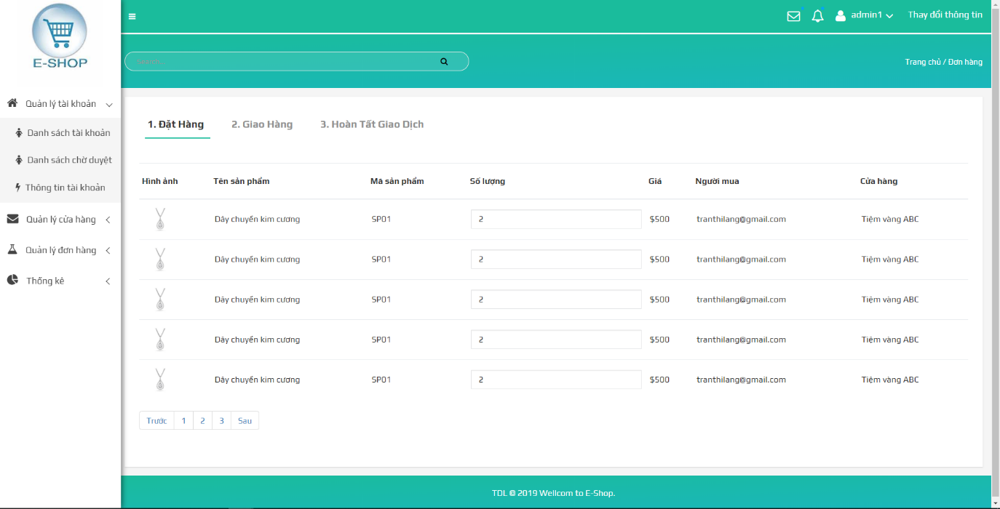 E-SHOP
admin1
Thay đổi thông tin
Trang chủ / Đơn hàng
Quản lý tài khoản
Danh sách tài khoản
Danh sách chờ duyệt
Thông tin tài khoản
Quản lý cửa hàng
Quản lý đơn hàng
Thống kê
1. Đặt Hàng 2. Giao Hàng 3. Hoàn Tất Giao Dịch
Hình ảnh Tên sản phẩm Mã sản phẩm Số lượng Giá Người mua Cửa hàng
Dây chuyền kim cương SP01 2 $500 tranthilang@gmail.com Tiệm vàng ABC
Dây chuyền kim cương SP01 2 $500 tranthilang@gmail.com Tiệm vàng ABC
Dây chuyền kim cương SP01 2 $500 tranthilang@gmail.com Tiệm vàng ABC
Dây chuyền kim cương SP01 2 $500 tranthilang@gmail.com Tiệm vàng ABC
Dây chuyền kim cương SP01 2 $500 tranthilang@gmail.com Tiệm vàng ABC
Trước 1 2 3 Sau
TDL © 2019 Wellcom to E-Shop.